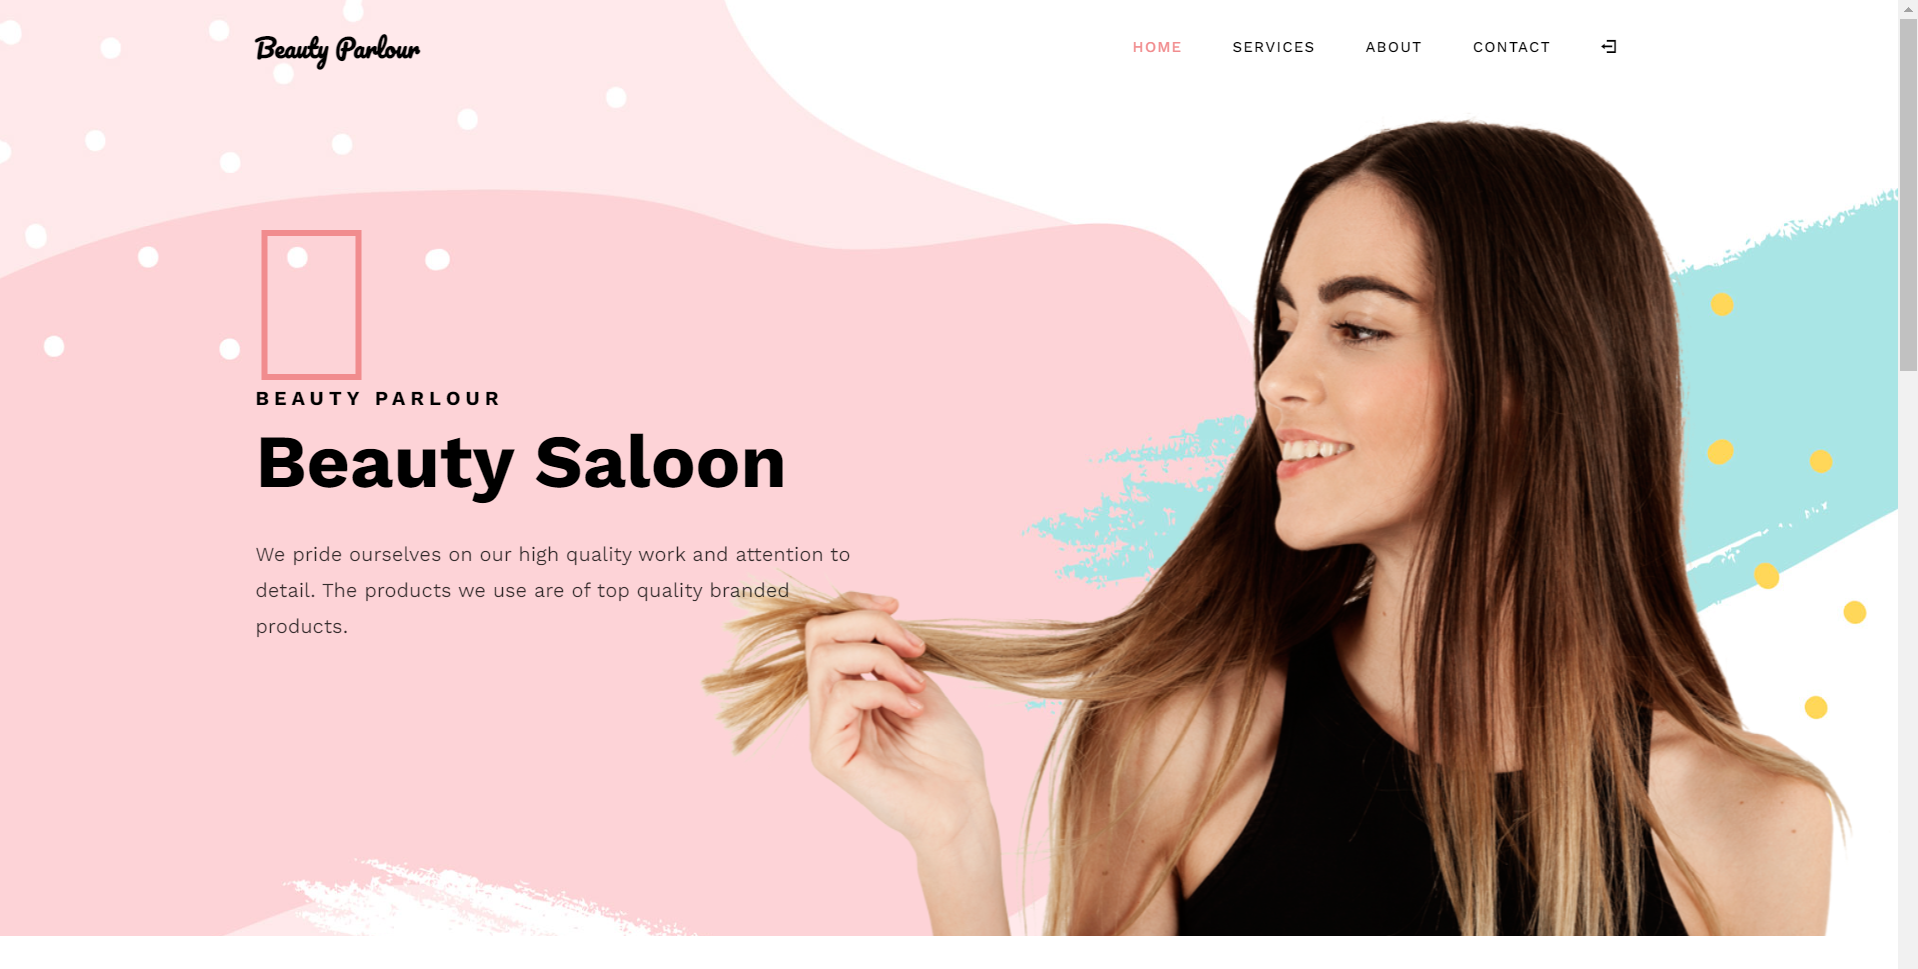 Beauty Parlour
HOME SERVICES ABOUT CONTACT
BEAUTY PARLOUR
Beauty Saloon
We pride ourselves on our high quality work and attention to
detail. The products we use are of top quality branded
products.